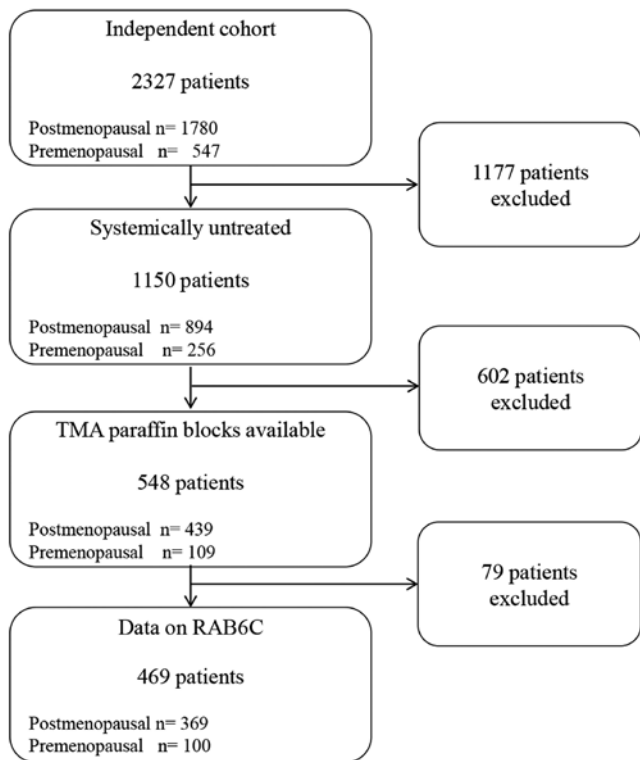 Independent cohort
2327 patients
Postmenopausal n= 1780
Premenopausal n= 547
1177 patients
excluded
Systemically untreated
1150 patients
Postmenopausal n= 894
Premenopausal n= 256
602 patients
excluded
TMA paraffin blocks available
548 patients
Postmenopausal n= 439
Premenopausal n= 109
79 patients
excluded
Data on RAB6C
469 patients
Postmenopausal n= 369
Premenopausal n= 100